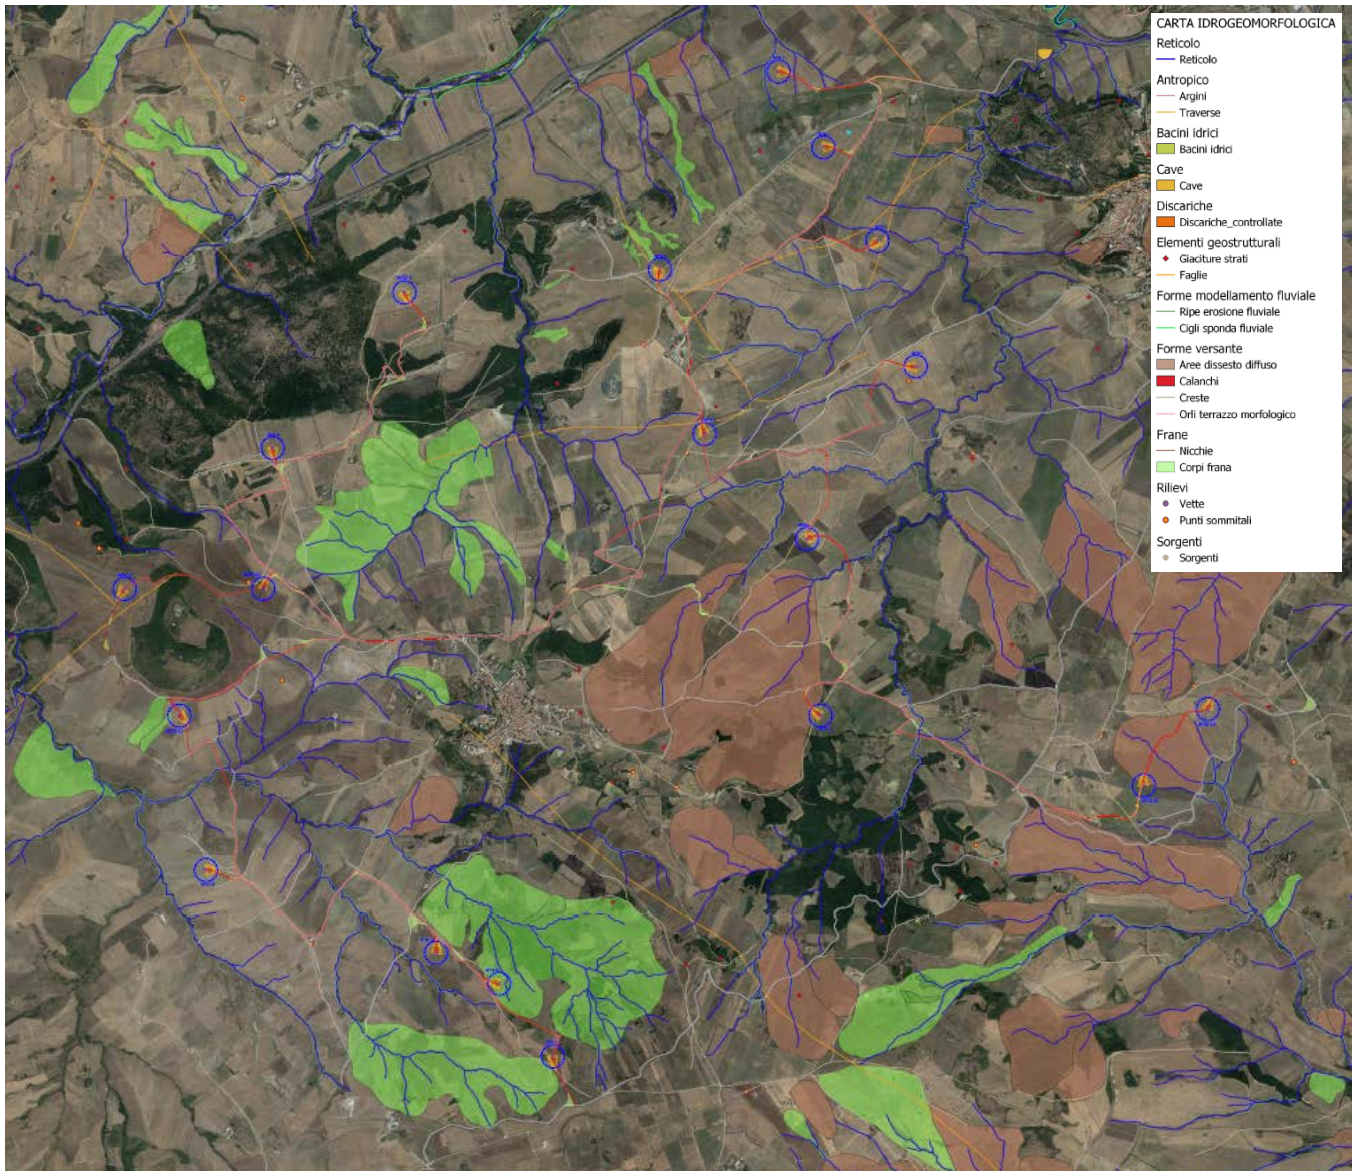 CARTA IDROGEOMORFOLOGICA
Reticolo
Reticolo
Antropico
Argini
Traverse
Bacini idrici
Bacini idrici
Cave
Cave
Discariche
Discariche_controllate
Elementi geostrutturali
Giaciture strati
Faglie
Forme modellamento fluviale
Ripe erosione fluviale
Cigli sponda fluviale
Forme versante
Aree dissesto diffuso
Calanchi
Creste
Orli terrazzo morfologico
Frane
Nicchie
Corpi frana
Rilievi
Vette
Punti sommitali
Sorgenti
Sorgenti